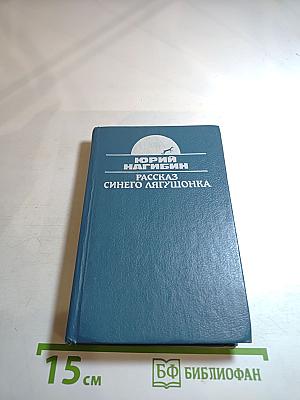 ЮРИЙ
НАГИБИН
РАССКАЗ
СИНЕГО ЛЯГУШОНКА
15 см
БФ БИБЛИОФАН